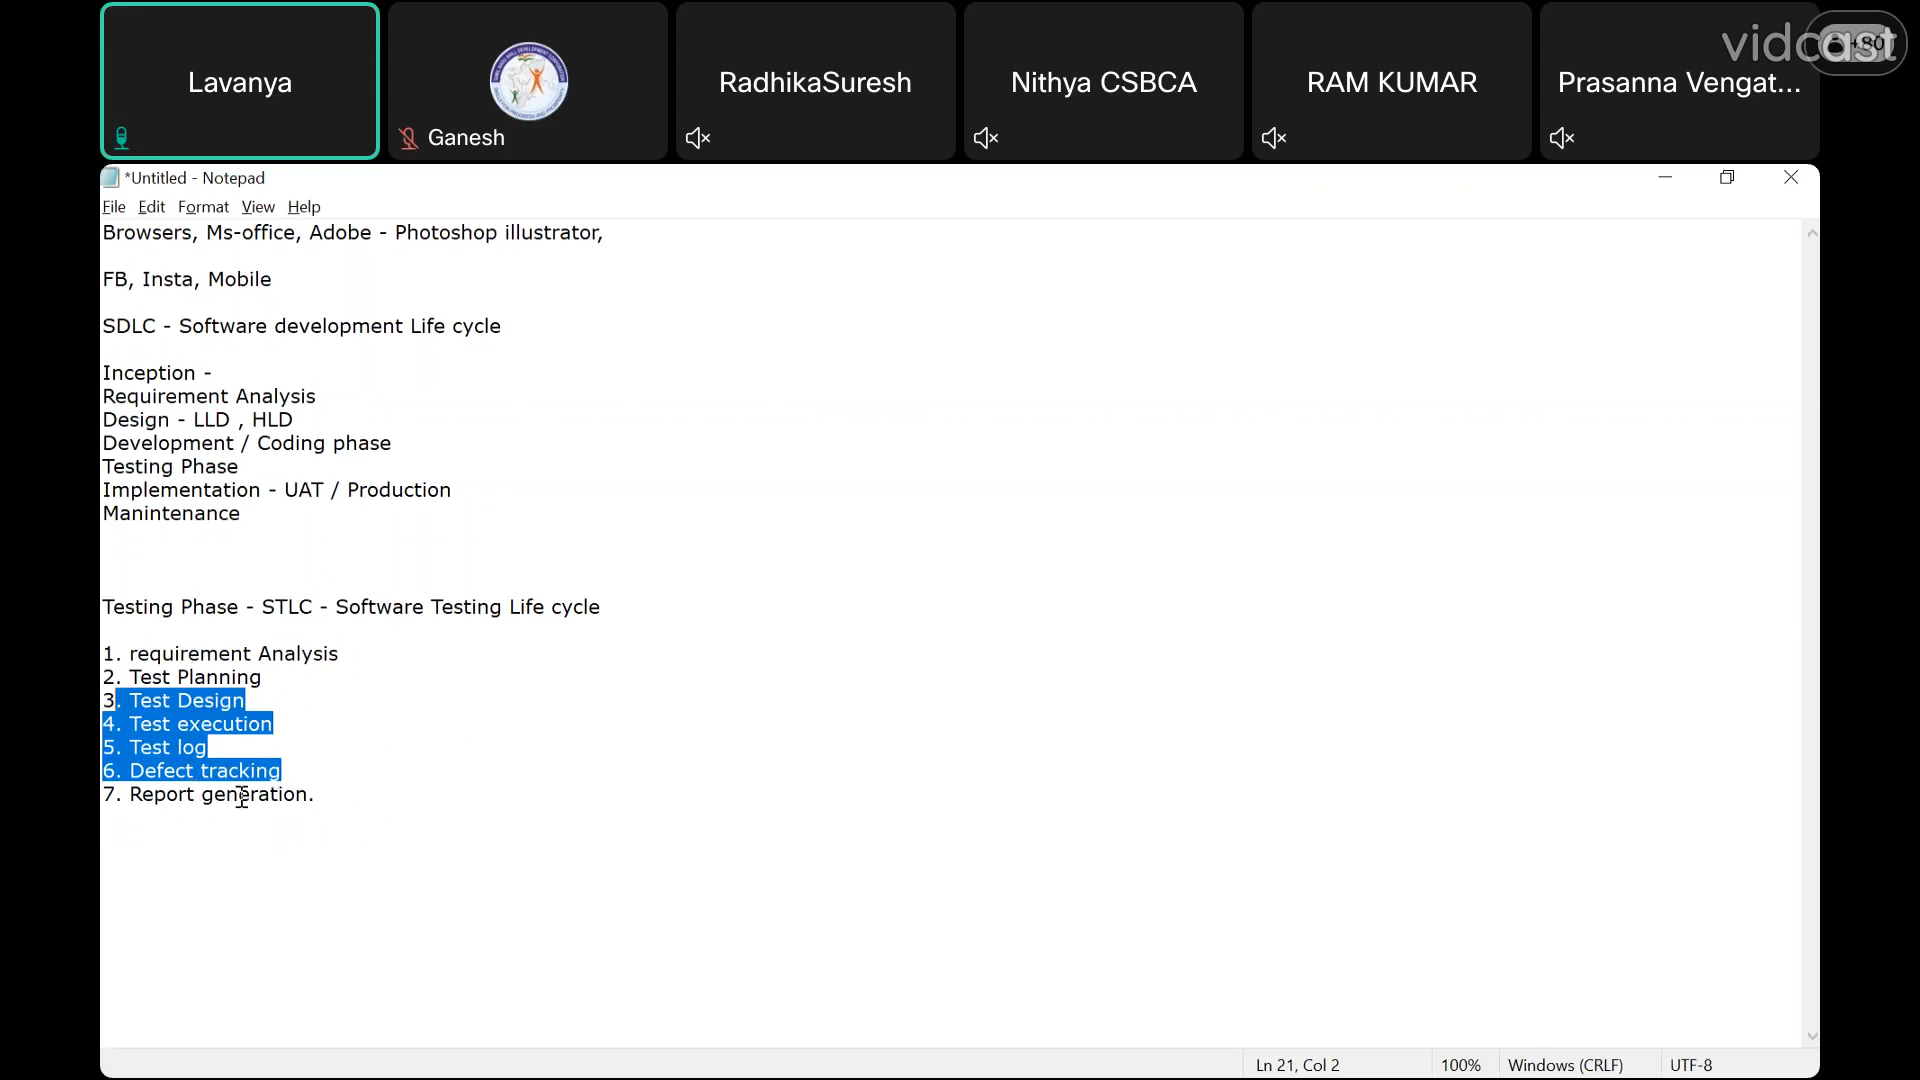 Lavanya
Ganesh
RadhikaSuresh
Nithya CSBCA
RAM KUMAR
Prasanna Vengat...
vidcast
*Untitled - Notepad
File Edit Format View Help
Browsers, Ms-office, Adobe - Photoshop illustrator,
FB, Insta, Mobile
SDLC - Software development Life cycle
Inception -
Requirement Analysis
Design - LLD , HLD
Development / Coding phase
Testing Phase
Implementation - UAT / Production
Manintenance
Testing Phase - STLC - Software Testing Life cycle
1. requirement Analysis
2. Test Planning
3. Test Design
4. Test execution
5. Test log
6. Defect tracking
7. Report generation.
Ln 21, Col 2
100%
Windows (CRLF)
UTF-8